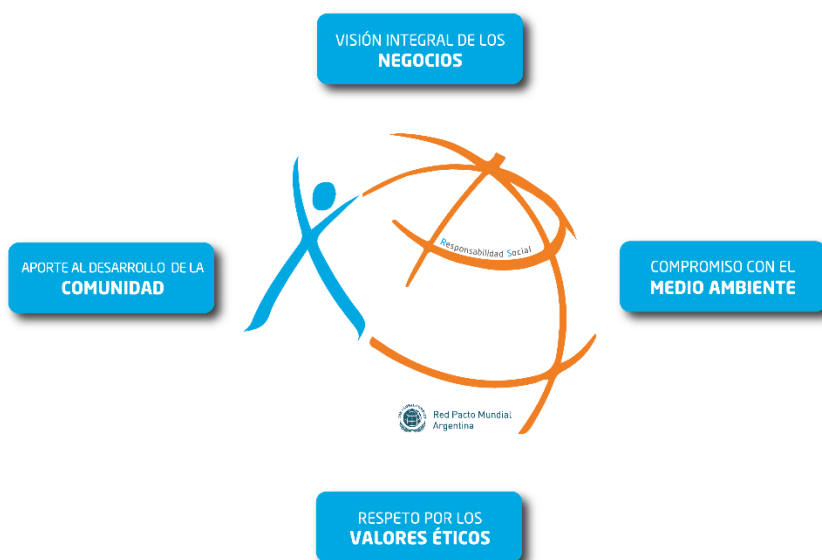 VISIÓN INTEGRAL DE LOS
NEGOCIOS
Responsabilidad Social
APORTE AL DESARROLLO DE LA
COMUNIDAD
COMPROMISO CON EL
MEDIO AMBIENTE
Red Pacto Mundial
Argentina
RESPETO POR LOS
VALORES ÉTICOS